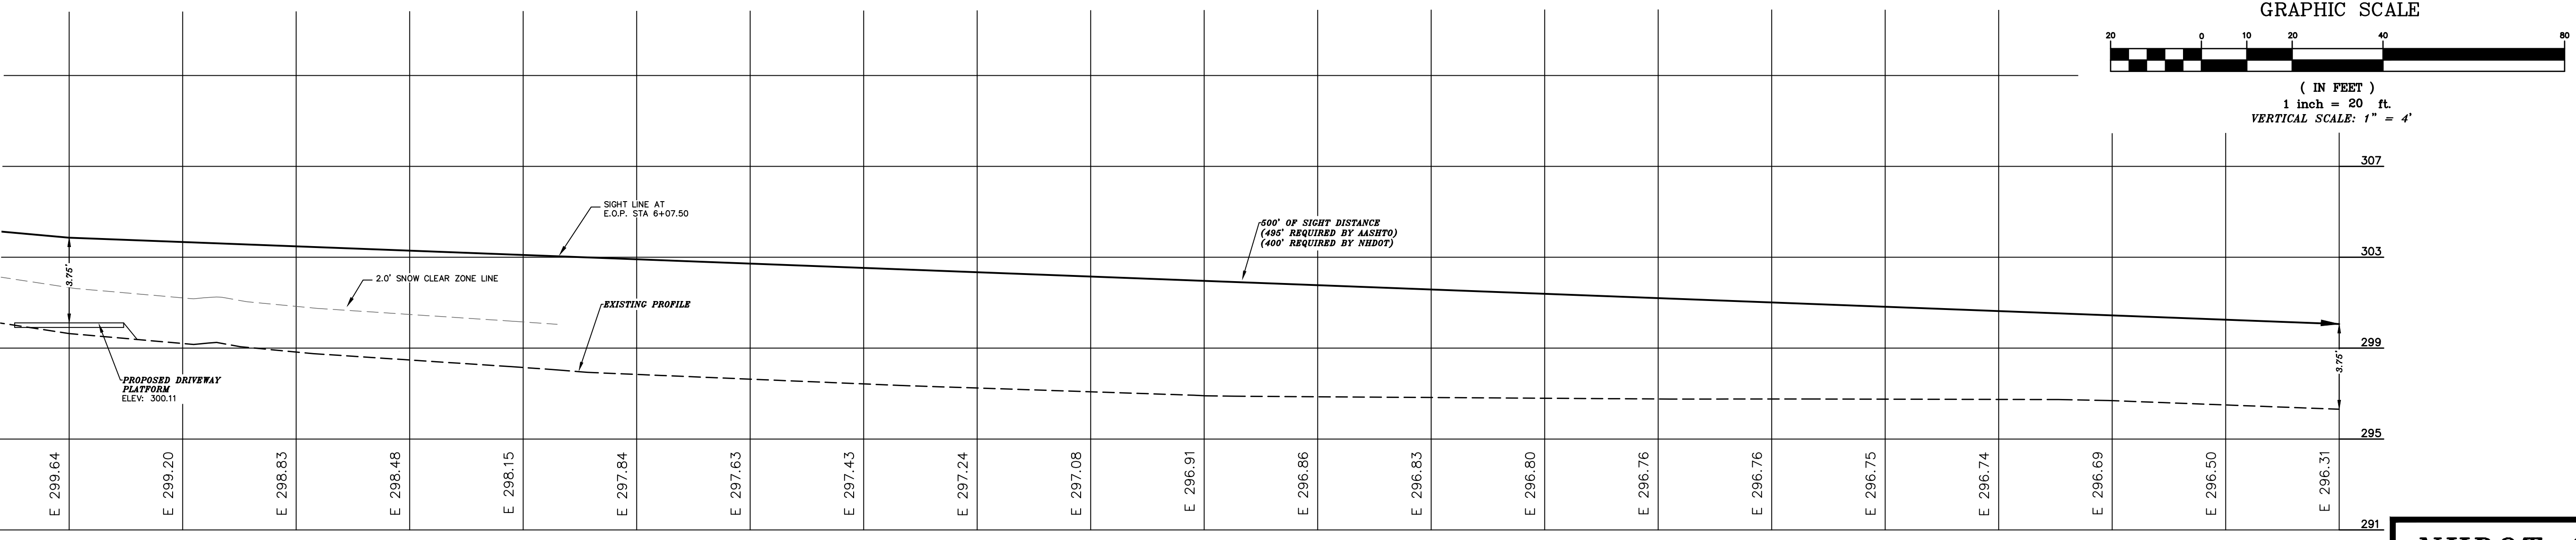 GRAPHIC SCALE
20 0 10 20 40 80
( IN FEET )
1 inch = 20 ft.
VERTICAL SCALE: 1" = 4'
307
SIGHT LINE AT
E.O.P. STA 6+07.50
500' OF SIGHT DISTANCE
(495' REQUIRED BY AASHTO)
(400' REQUIRED BY NHDOT)
303
3.75'
2.0' SNOW CLEAR ZONE LINE
EXISTING PROFILE
299
3.75'
PROPOSED DRIVEWAY
PLATFORM
ELEV: 300.11
295
E 299.64
E 299.20
E 298.83
E 298.48
E 298.15
E 297.84
E 297.63
E 297.43
E 297.24
E 297.08
E 296.91
E 296.86
E 296.83
E 296.80
E 296.76
E 296.76
E 296.75
E 296.74
E 296.69
E 296.50
E 296.31
291